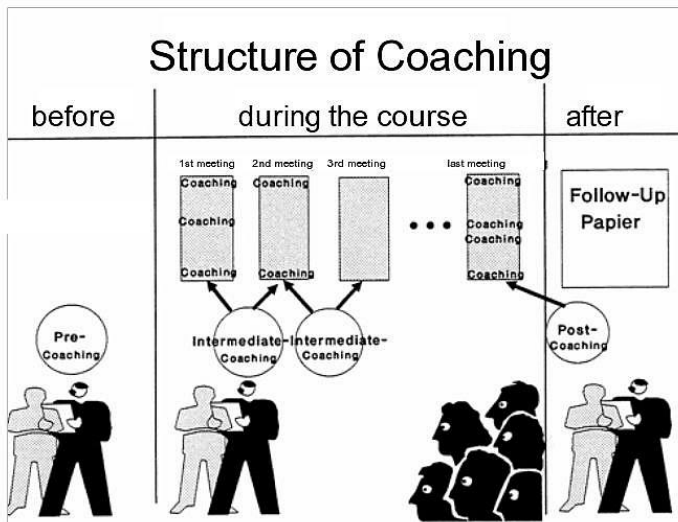 Structure of Coaching
before
during the course
after
1st meeting
2nd meeting
3rd meeting
last meeting
Coaching
Coaching
Coaching
Coaching
Coaching
Coaching
Coaching
Coaching
Coaching
•••
Follow-Up
Papier
Pre-
Coaching
Intermediate-
Coaching
Intermediate-
Coaching
Post-
Coaching